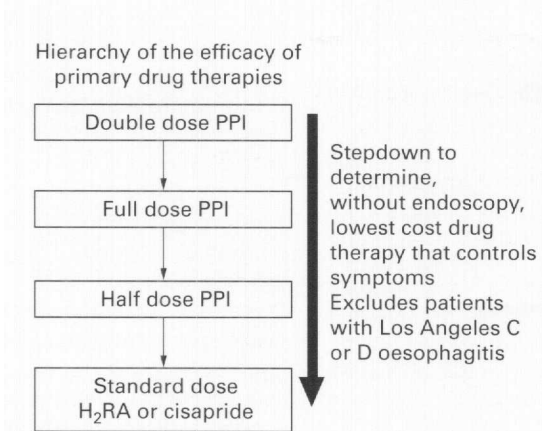 Hierarchy of the efficacy of
primary drug therapies
Double dose PPI
Full dose PPI
Half dose PPI
Standard dose
H₂RA or cisapride
Stepdown to
determine,
without endoscopy,
lowest cost drug
therapy that controls
symptoms
Excludes patients
with Los Angeles C
or D oesophagitis